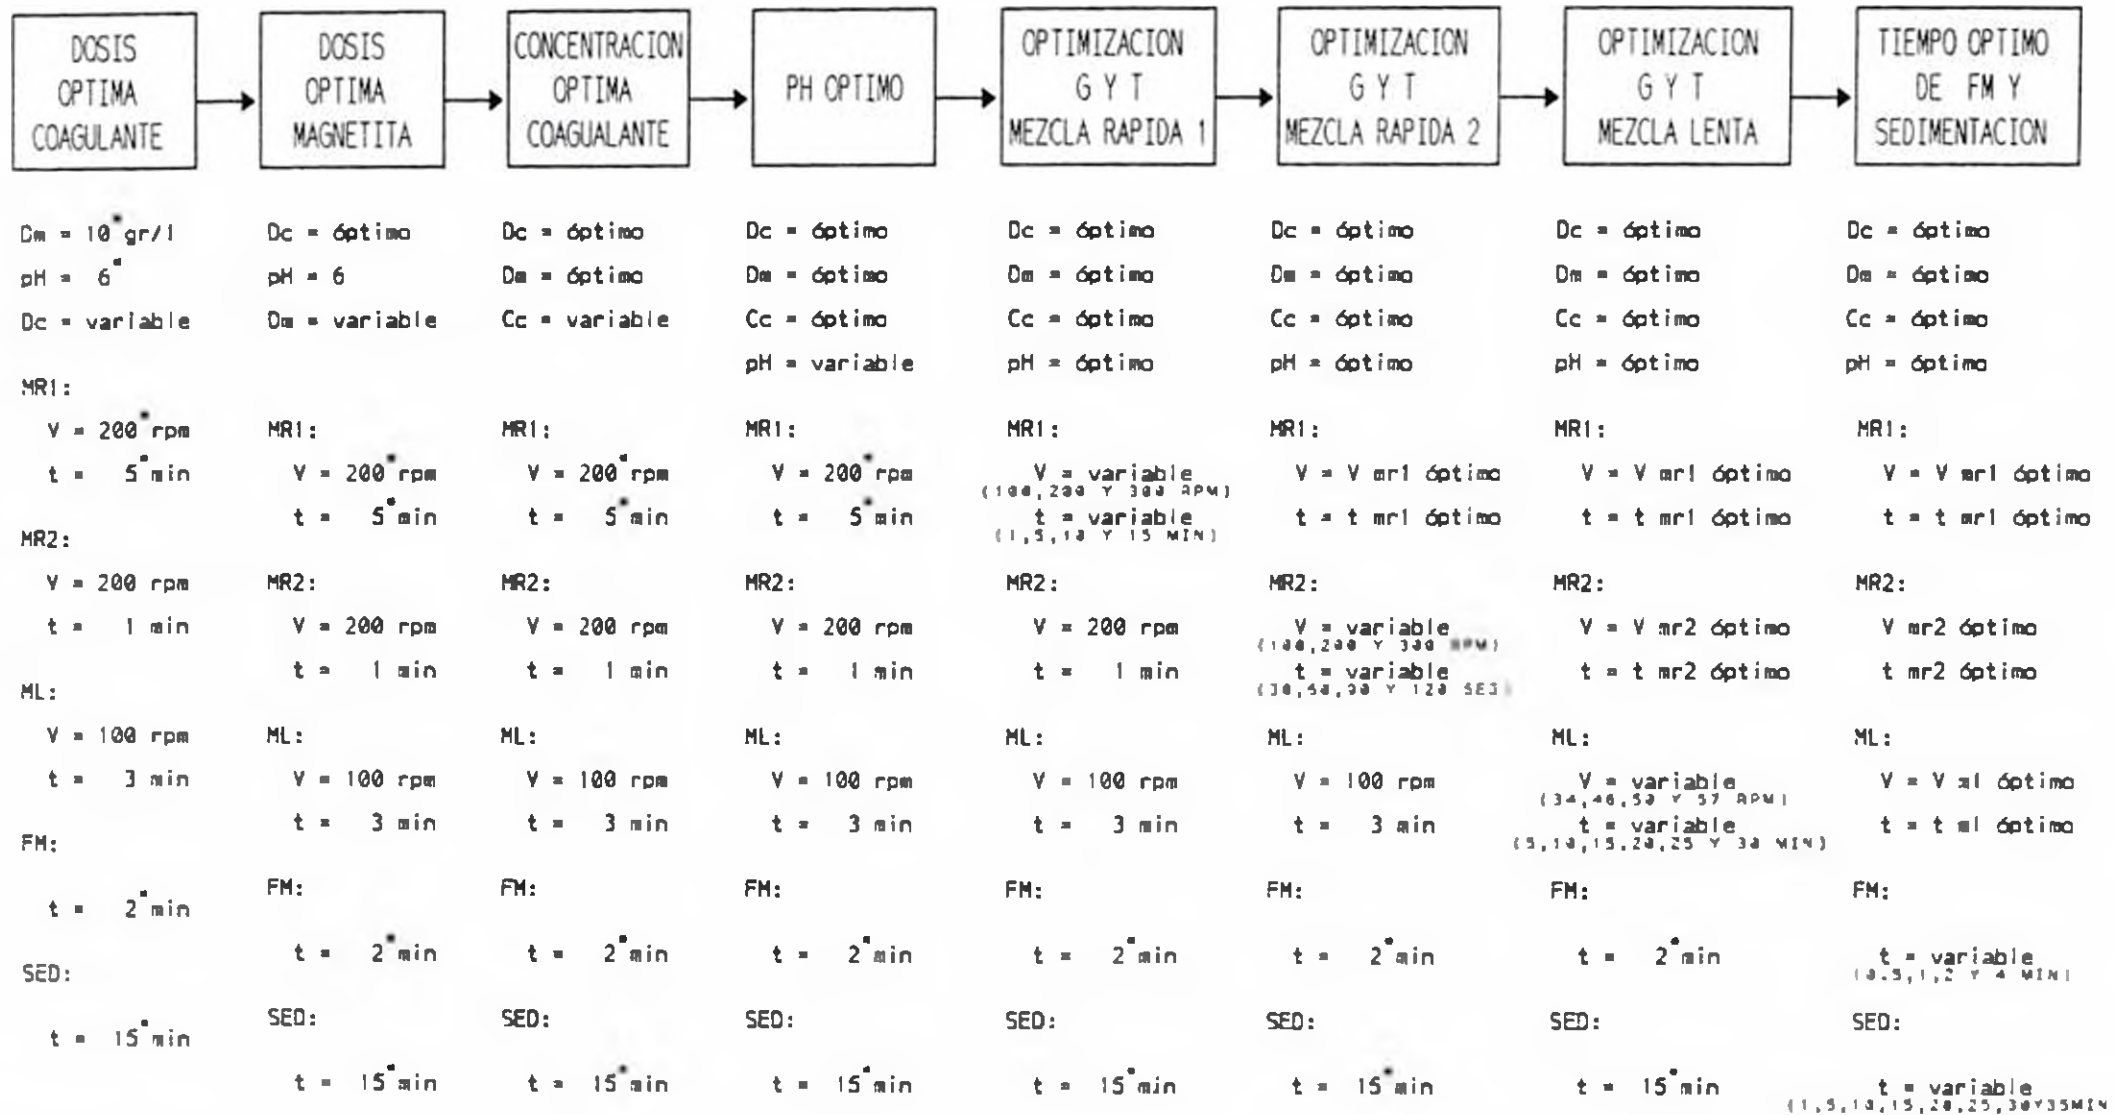 DOSIS
OPTIMA
COAGULANTE
DOSIS
OPTIMA
MAGNETITA
CONCENTRACION
OPTIMA
COAGUALANTE
PH OPTIMO
OPTIMIZACION
G Y T
MEZCLA RAPIDA 1
OPTIMIZACION
G Y T
MEZCLA RAPIDA 2
OPTIMIZACION
G Y T
MEZCLA LENTA
TIEMPO OPTIMO
DE FM Y
SEDIMENTACION
Dm = 10* gr/l
pH = 6*
Dc = variable
MR1:
V = 200* rpm
t = 5* min
MR2:
V = 200 rpm
t = 1 min
ML:
V = 100 rpm
t = 3 min
FM:
t = 2* min
SED:
t = 15* min
Dc = óptimo
pH = 6
Dm = variable
MR1:
V = 200* rpm
t = 5* min
MR2:
V = 200 rpm
t = 1 min
ML:
V = 100 rpm
t = 3 min
FM:
t = 2* min
SED:
t = 15* min
Dc = óptimo
Dm = óptimo
Cc = variable
MR1:
V = 200* rpm
t = 5* min
MR2:
V = 200 rpm
t = 1 min
ML:
V = 100 rpm
t = 3 min
FM:
t = 2* min
SED:
t = 15* min
Dc = óptimo
Dm = óptimo
Cc = óptimo
pH = variable
MR1:
V = 200* rpm
t = 5* min
MR2:
V = 200 rpm
t = 1 min
ML:
V = 100 rpm
t = 3 min
FM:
t = 2* min
SED:
t = 15* min
Dc = óptimo
Dm = óptimo
Cc = óptimo
pH = óptimo
MR1:
V = variable
(100,200 Y 300 RPM)
t = variable
(1,5,10 Y 15 MIN)
MR2:
V = 200 rpm
t = 1 min
ML:
V = 100 rpm
t = 3 min
FM:
t = 2* min
SED:
t = 15* min
Dc = óptimo
Dm = óptimo
Cc = óptimo
pH = óptimo
MR1:
V = V mr1 óptimo
t = t mr1 óptimo
MR2:
V = variable
(100,200 Y 300 RPM)
t = variable
Y 120 SEG)
ML:
V = 100 rpm
t = 3 min
FM:
t = 2* min
SED:
t = 15* min
Dc = óptimo
Dm = óptimo
Cc = óptimo
pH = óptimo
MR1:
V = V mr1 óptimo
t = t mr1 óptimo
MR2:
V = V mr2 óptimo
t = t mr2 óptimo
ML:
V = variable
Y 57 RPM)
t = variable
(5,10,15,20,25 Y 30 MIN)
FM:
t = 2* min
SED:
t = 15* min
Dc = óptimo
Dm = óptimo
Cc = óptimo
pH = óptimo
MR1:
V = V mr1 óptimo
t = t mr1 óptimo
MR2:
V mr2 óptimo
t mr2 óptimo
ML:
V = V ml óptimo
t = t ml óptimo
FM:
t = variable
(0.5,1,2 Y 4 MIN)
SED:
t = variable
(1,5,10,15,20,25,30Y35MIN